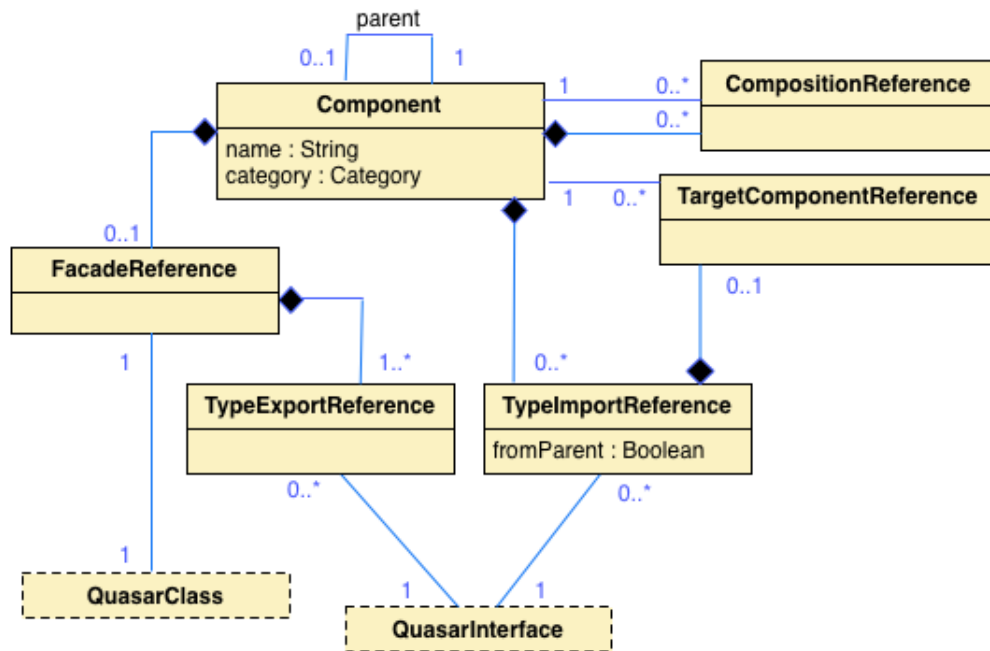 parent
0..1
1
Component
name : String
category : Category
1
0..*
0..*
CompositionReference
1
0..*
TargetComponentReference
0..1
FacadeReference
0..1
1
1..*
0..*
TypeExportReference
TypeImportReference
fromParent : Boolean
0..*
0..*
1
1
1
QuasarClass
QuasarInterface